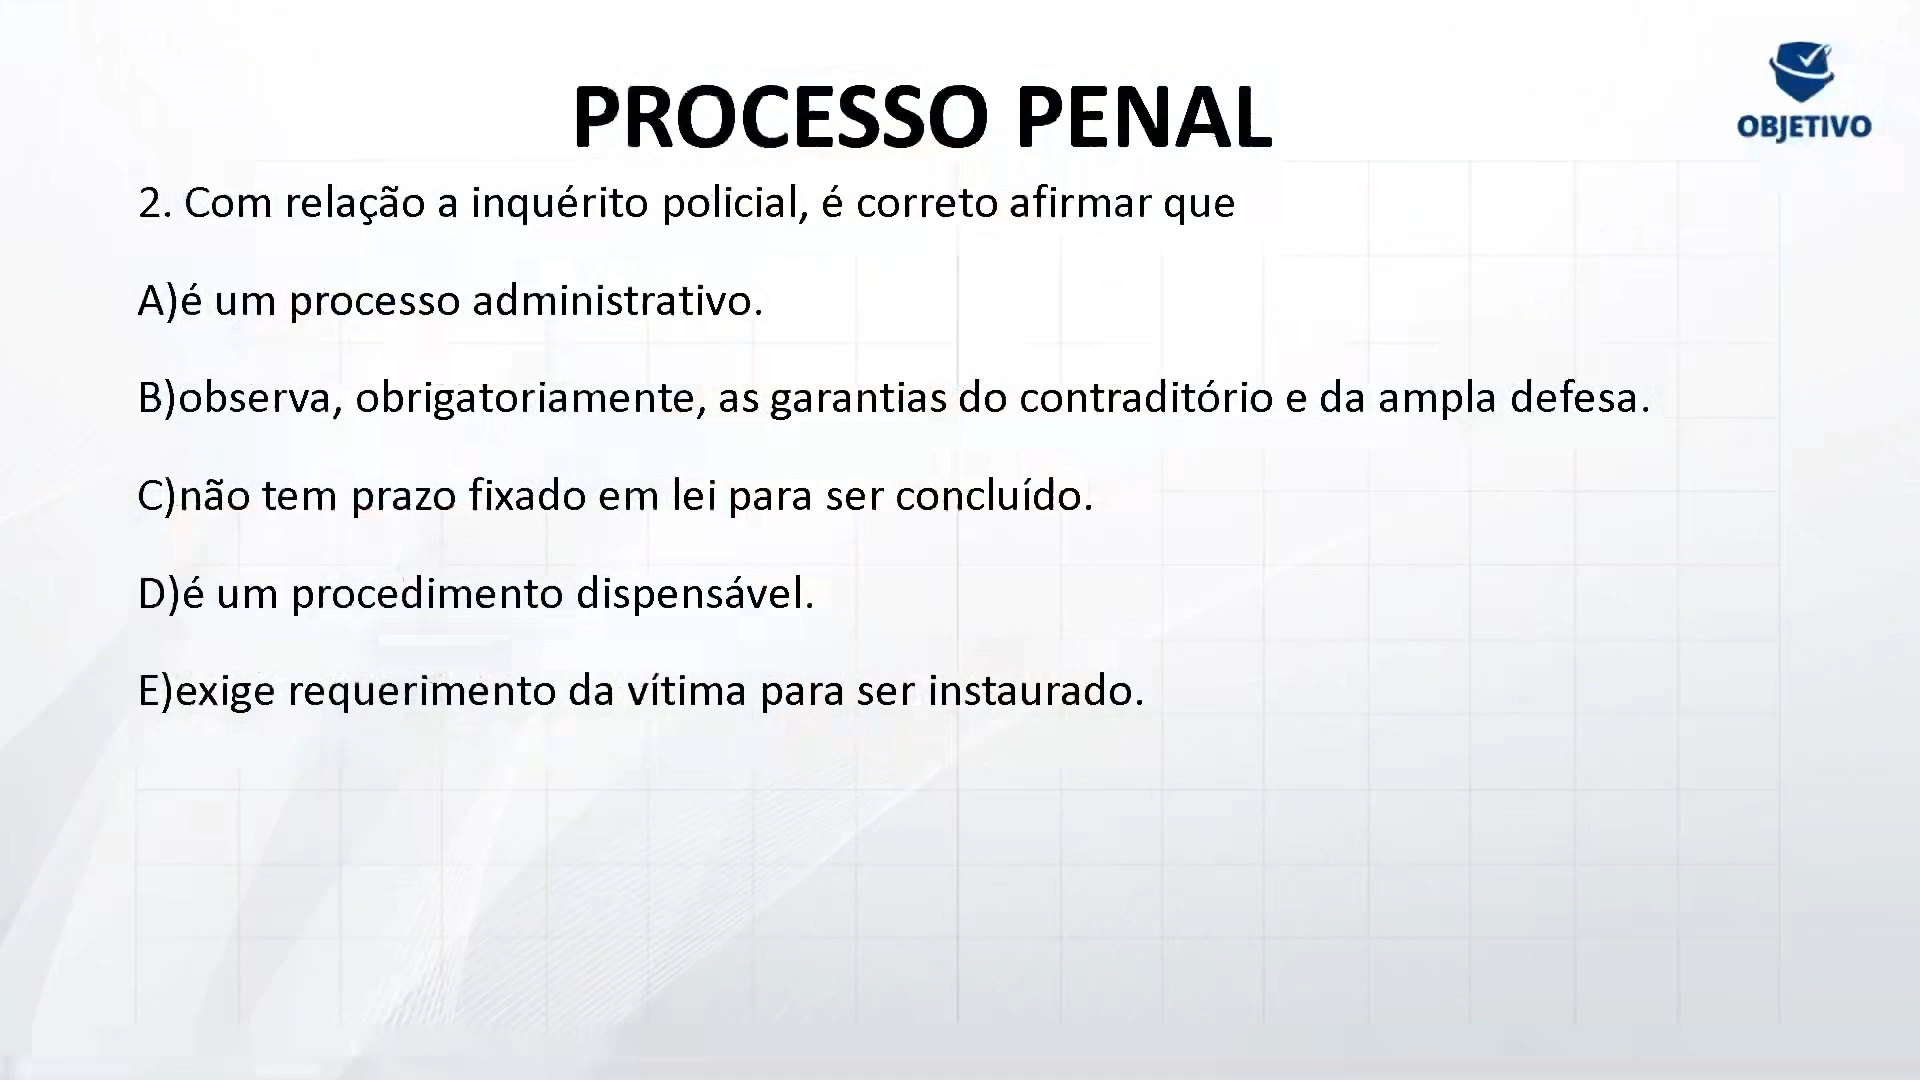 PROCESSO PENAL
OBJETIVO
2. Com relação a inquérito policial, é correto afirmar que
A)é um processo administrativo.
B)observa, obrigatoriamente, as garantias do contraditório e da ampla defesa.
C)não tem prazo fixado em lei para ser concluído.
D)é um procedimento dispensável.
E)exige requerimento da vítima para ser instaurado.